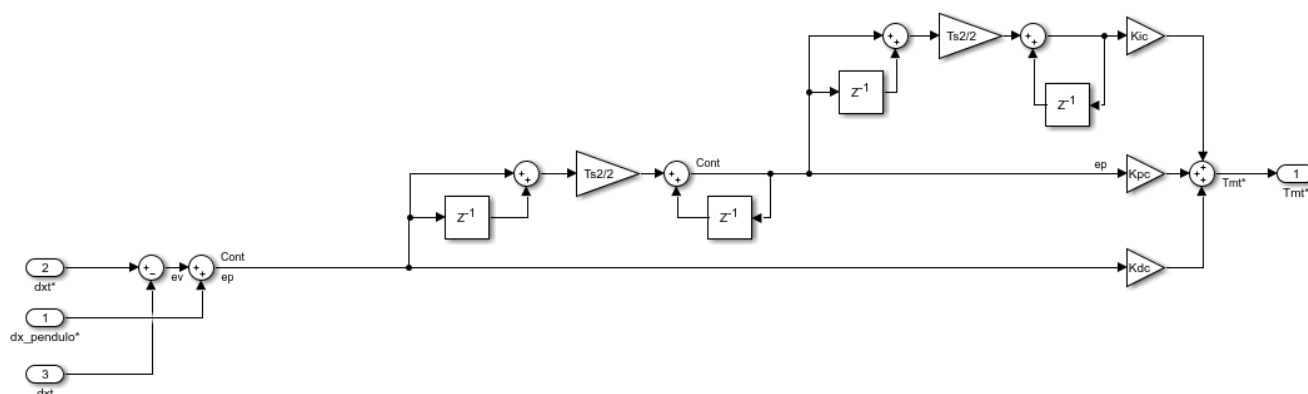 Ts2/2
Kic
Z-1
Z-1
Cont
ep
Ts2/2
Kpc
1
Tmt*
Tmt*
Z-1
Z-1
Cont
2
ev
ep
Kdc
dxt*
1
dx_pendulo*
3
dxt